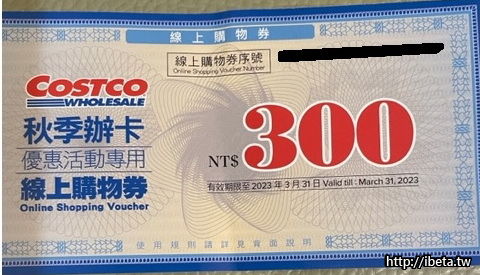 線上購物券
線上購物券序號
Online Shopping Voucher Number
COSTCO
WHOLESALE
秋季辦卡
優惠活動專用
線上購物券
Online Shopping Voucher
NT$ 300
有效期限至 2023 年 3 月 31 日 Valid till : March 31, 2023
使用規則請詳見背面說明
http://ibeta.tw